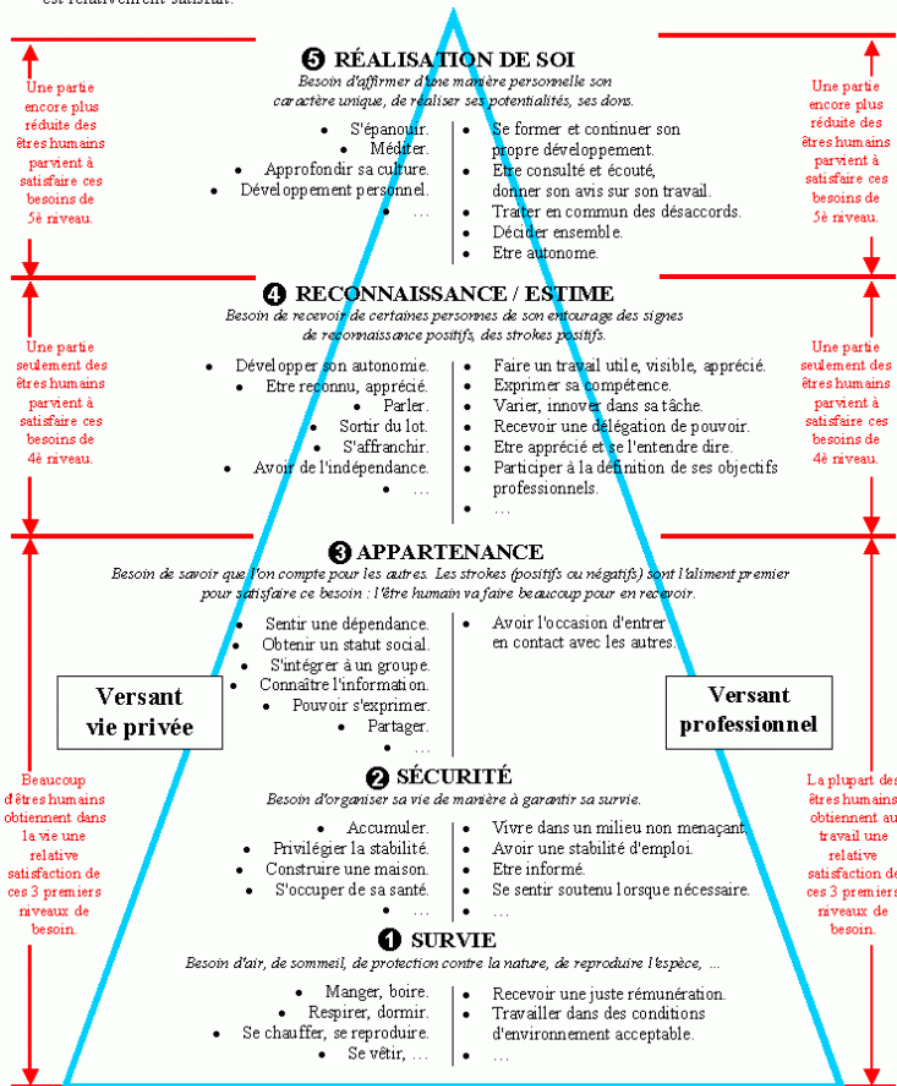 est relativement satisfait.
❺ RÉALISATION DE SOI
Besoin d'affirmer d'une manière personnelle son
caractère unique, de réaliser ses potentialités, ses dons.
• S'épanouir.
• Méditer.
• Approfondir sa culture.
• Développement personnel.
• …
• Se former et continuer son
propre développement.
• Etre consulté et écouté,
donner son avis sur son travail.
• Traiter en commun des désaccords.
• Décider ensemble.
• Etre autonome.
Une partie
encore plus
réduite des
êtres humains
parvient à
satisfaire ces
besoins de
5è niveau.
Une partie
encore plus
réduite des
êtres humains
parvient à
satisfaire ces
besoins de
5è niveau.
❹ RECONNAISSANCE / ESTIME
Besoin de recevoir de certaines personnes de son entourage des signes
de reconnaissance positifs, des strokes positifs.
• Développer son autonomie.
• Etre reconnu, apprécié.
• Parler.
• Sortir du lot.
• S'affranchir.
• Avoir de l'indépendance.
• …
• Faire un travail utile, visible, apprécié.
• Exprimer sa compétence.
• Varier, innover dans sa tâche.
• Recevoir une délégation de pouvoir.
• Etre apprécié et se l'entendre dire.
• Participer à la définition de ses objectifs
professionnels.
• …
Une partie
seulement des
êtres humains
parvient à
satisfaire ces
besoins de
4è niveau.
Une partie
seulement des
êtres humains
parvient à
satisfaire ces
besoins de
4è niveau.
❸ APPARTENANCE
Besoin de savoir que l'on compte pour les autres. Les strokes (positifs ou négatifs) sont l'aliment premier
pour satisfaire ce besoin : l'être humain va faire beaucoup pour en recevoir.
• Sentir une dépendance.
• Obtenir un statut social.
• S'intégrer à un groupe.
• Connaître l'information.
• Pouvoir s'exprimer.
• Partager.
• …
• Avoir l'occasion d'entrer
en contact avec les autres.
Versant
vie privée
Versant
professionnel
❷ SÉCURITÉ
Besoin d'organiser sa vie de manière à garantir sa survie.
• Accumuler.
• Privilégier la stabilité.
• Construire une maison.
• S'occuper de sa santé.
• …
• Vivre dans un milieu non menaçant.
• Avoir une stabilité d'emploi.
• Etre informé.
• Se sentir soutenu lorsque nécessaire.
• …
Beaucoup
d'êtres humains
obtiennent dans
la vie une
relative
satisfaction de
ces 3 premiers
niveaux de
besoin.
La plupart des
êtres humains
obtiennent au
travail une
relative
satisfaction de
ces 3 premiers
niveaux de
besoin.
❶ SURVIE
Besoin d'air, de sommeil, de protection contre la nature, de reproduire l'espèce, …
• Manger, boire.
• Respirer, dormir.
• Se chauffer, se reproduire.
• Se vêtir, …
• Recevoir une juste rémunération.
• Travailler dans des conditions
d'environnement acceptable.
• …